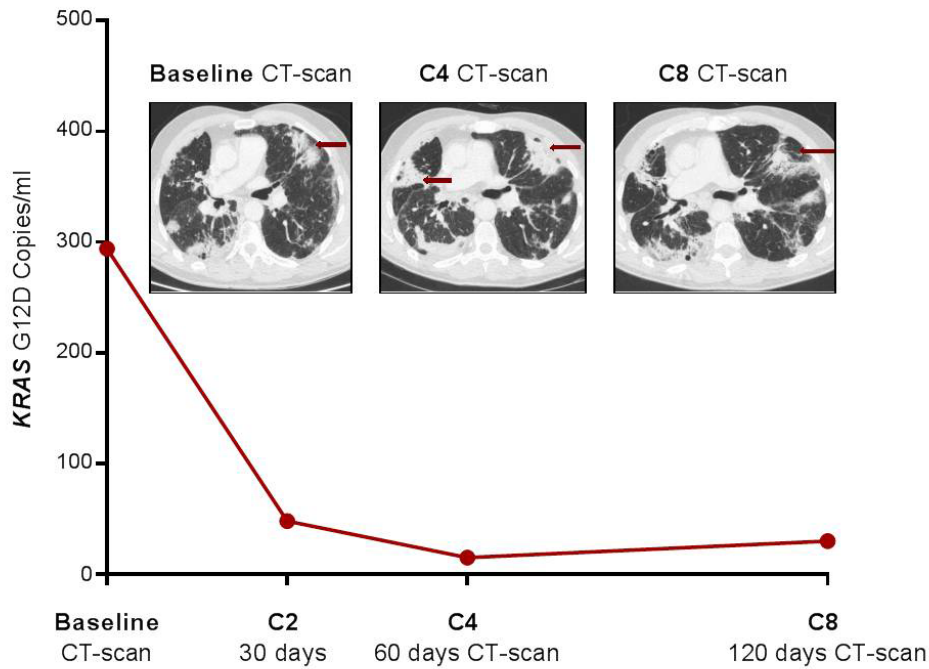 500
400
300
200
100
0
KRAS G12D Copies/ml
Baseline CT-scan
C4 CT-scan
C8 CT-scan
Baseline
CT-scan
C2
30 days
C4
60 days CT-scan
C8
120 days CT-scan